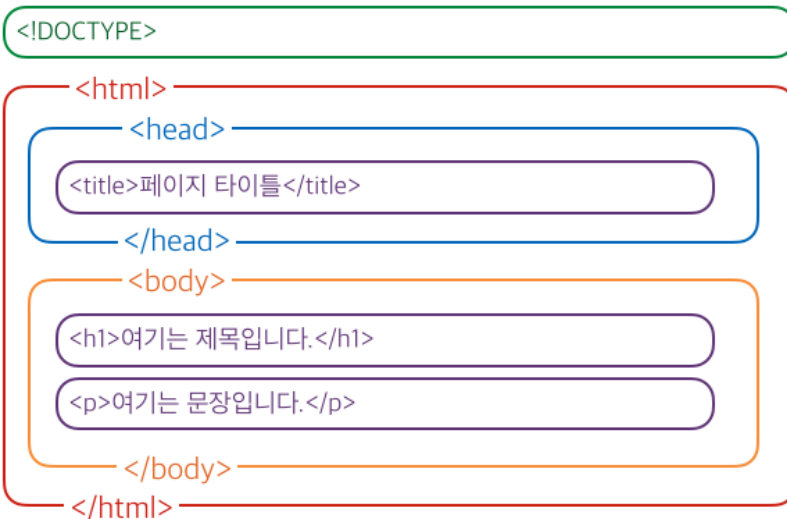 <!DOCTYPE>
<html>
<head>
<title>페이지 타이틀</title>
</head>
<body>
<h1>여기는 제목입니다.</h1>
<p>여기는 문장입니다.</p>
</body>
</html>